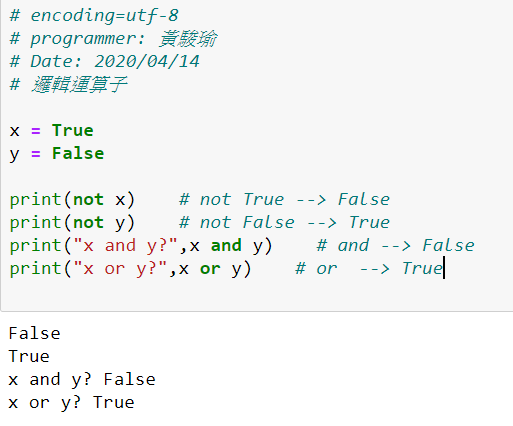 # encoding=utf-8
# programmer: 黃駿瑜
# Date: 2020/04/14
# 邏輯運算子
x = True
y = False
print(not x)    # not True --> False
print(not y)    # not False --> True
print("x and y?",x and y)    # and --> False
print("x or y?",x or y)    # or  --> True
False
True
x and y? False
x or y? True